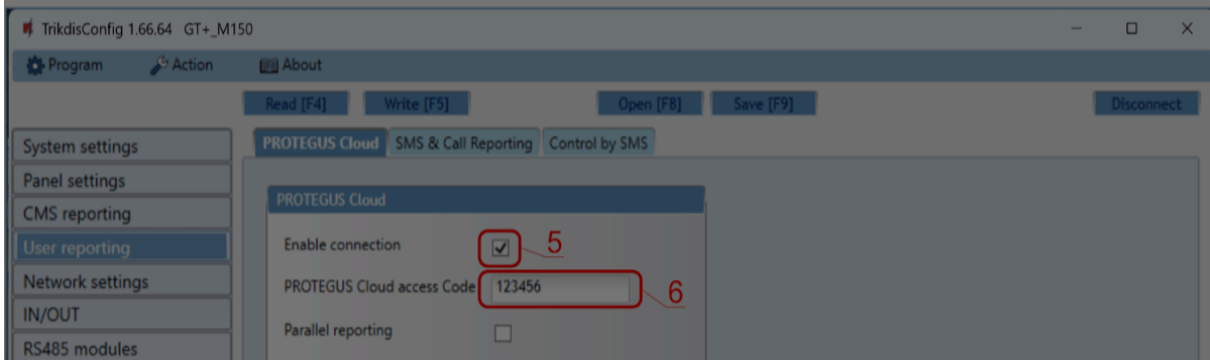 TrikdisConfig 1.66.64 GT+_M150
Program Action About
Read [F4] Write [F5] Open [F8] Save [F9] Disconnect
System settings
Panel settings
CMS reporting
User reporting
Network settings
IN/OUT
RS485 modules
PROTEGUS Cloud SMS & Call Reporting Control by SMS
PROTEGUS Cloud
Enable connection 5
PROTEGUS Cloud access Code 123456 6
Parallel reporting